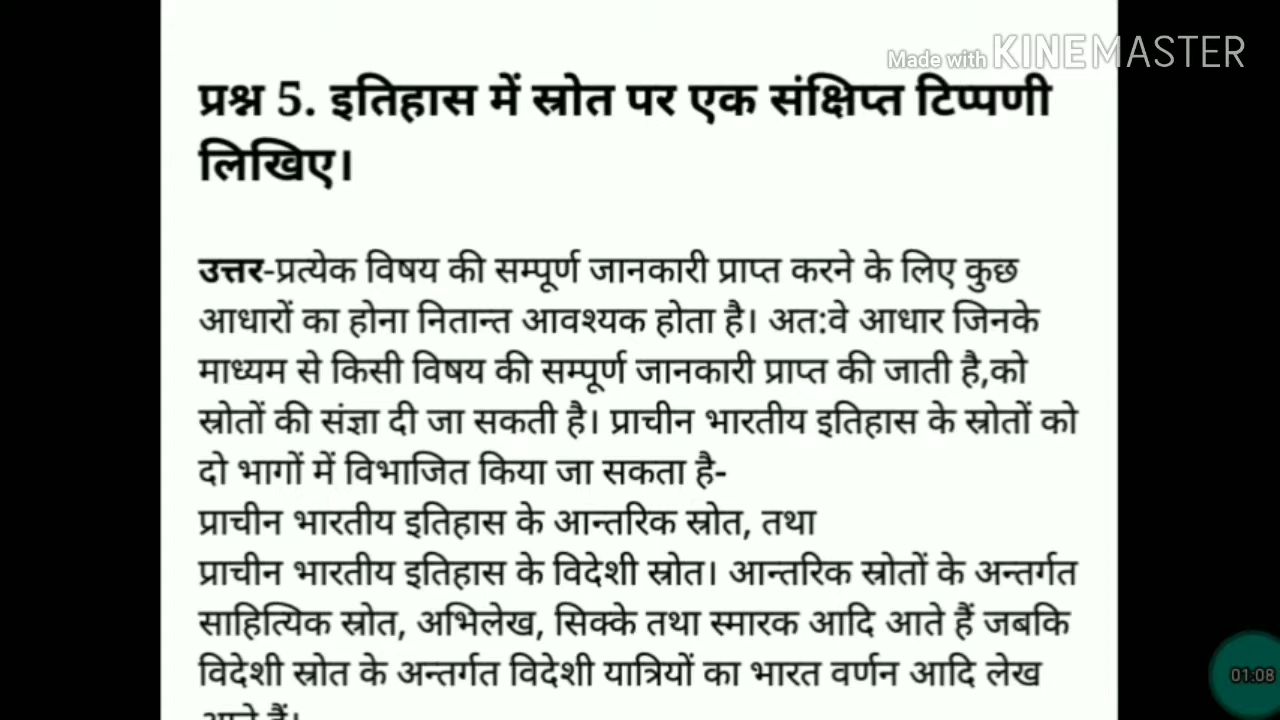 Made with KINEMASTER
प्रश्न 5. इतिहास में स्रोत पर एक संक्षिप्त टिप्पणी
लिखिए।
उत्तर-प्रत्येक विषय की सम्पूर्ण जानकारी प्राप्त करने के लिए कुछ
आधारों का होना नितान्त आवश्यक होता है। अत:वे आधार जिनके
माध्यम से किसी विषय की सम्पूर्ण जानकारी प्राप्त की जाती है,को
स्रोतों की संज्ञा दी जा सकती है। प्राचीन भारतीय इतिहास के स्रोतों को
दो भागों में विभाजित किया जा सकता है-
प्राचीन भारतीय इतिहास के आन्तरिक स्रोत, तथा
प्राचीन भारतीय इतिहास के विदेशी स्रोत। आन्तरिक स्रोतों के अन्तर्गत
साहित्यिक स्रोत, अभिलेख, सिक्के तथा स्मारक आदि आते हैं जबकि
विदेशी स्रोत के अन्तर्गत विदेशी यात्रियों का भारत वर्णन आदि लेख
आते हैं।
01:08